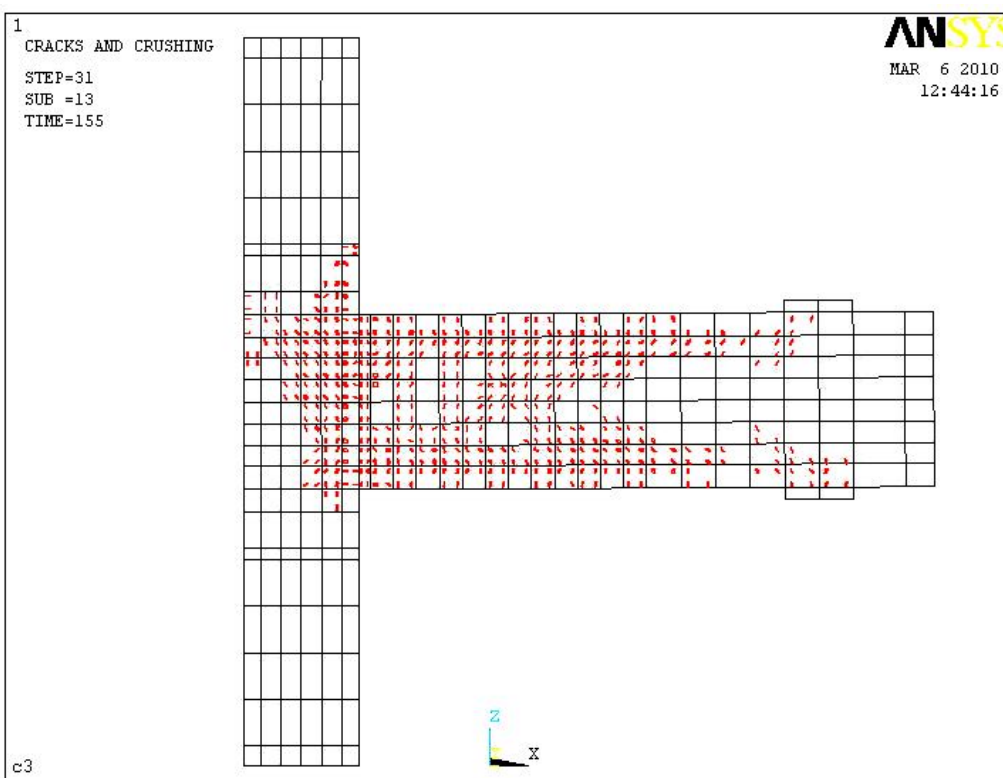 1
CRACKS AND CRUSHING
STEP=31
SUB =13
TIME=155
ANSYS
MAR  6 2010
12:44:16
Z
X
c3